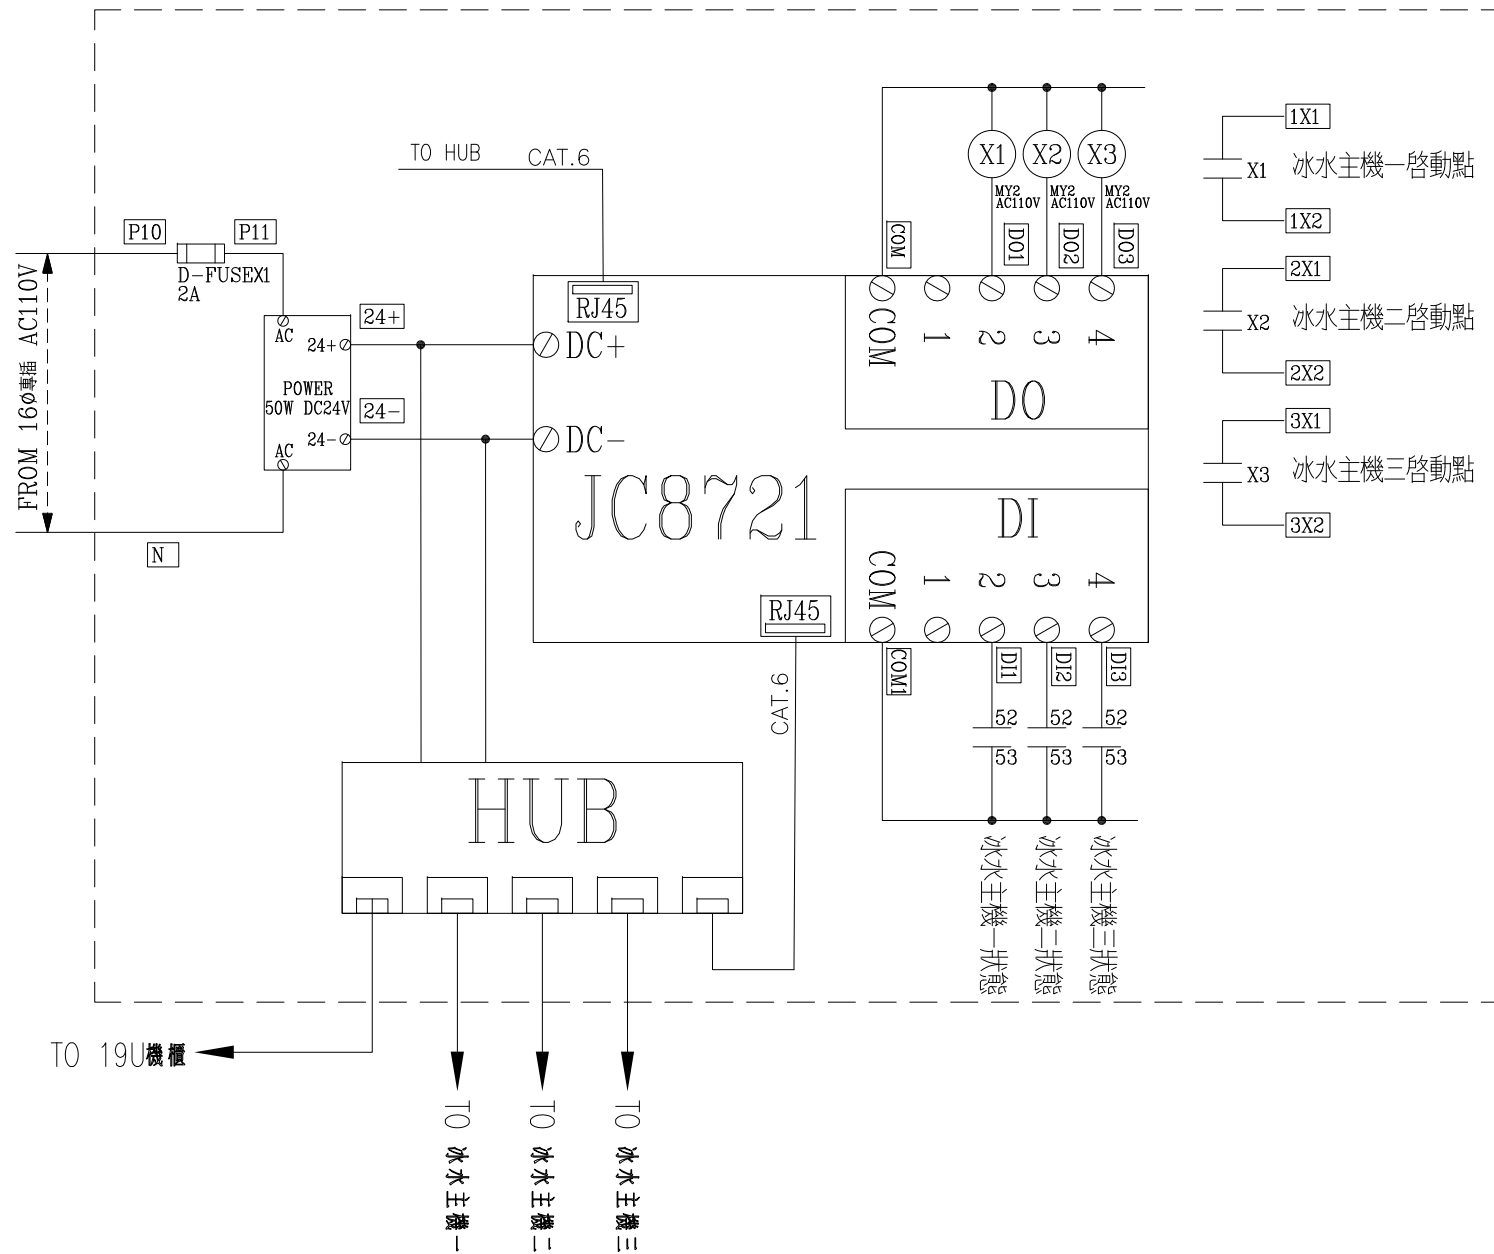 TO HUB CAT.6
X1 X2 X3
MY2 MY2 MY2
AC110V AC110V AC110V
COM DO1 DO2 DO3
1X1
X1 冰水主機一啓動點
1X2
2X1
X2 冰水主機二啓動點
2X2
3X1
X3 冰水主機三啓動點
3X2
P10 P11
D-FUSEX1
2A
FROM 16ø專插 AC110V
AC
24+
24+
POWER
50W DC24V
24-
24-
AC
N
RJ45
DC+
DC-
JC8721
COM 1 2 3 4
DO
DI
COM 1 2 3 4
RJ45
CAT.6
COM1 DI1 DI2 DI3
52 52 52
53 53 53
冰水主機一狀態
冰水主機二狀態
冰水主機三狀態
HUB
TO 19U機櫃
TO 冰水主機一
TO 冰水主機二
TO 冰水主機三